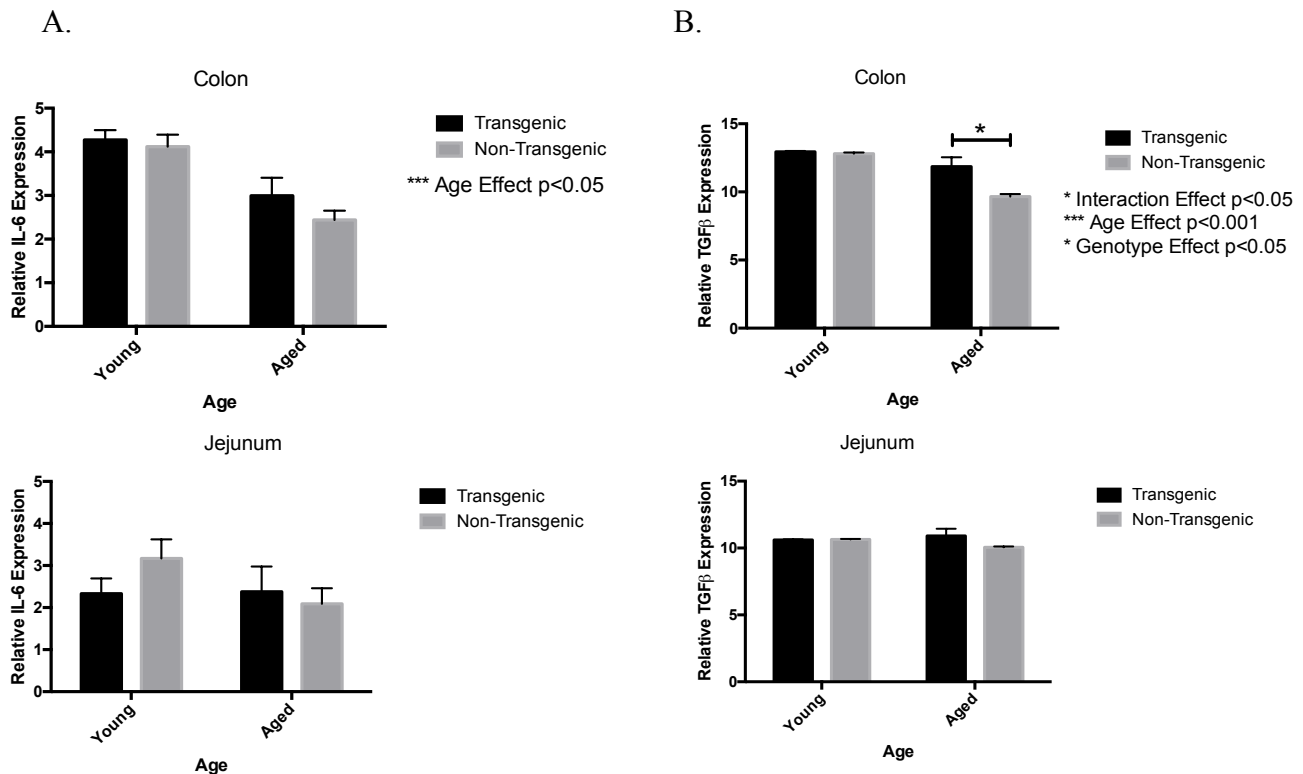 A.
Colon
Relative IL-6 Expression
5
4
3
2
1
0
Young
Aged
Age
Transgenic
Non-Transgenic
*** Age Effect p<0.05
B.
Colon
Relative TGFβ Expression
15
10
5
0
*
Young
Aged
Age
Transgenic
Non-Transgenic
* Interaction Effect p<0.05
*** Age Effect p<0.001
* Genotype Effect p<0.05
Jejunum
Relative IL-6 Expression
5
4
3
2
1
0
Young
Aged
Age
Transgenic
Non-Transgenic
Jejunum
Relative TGFβ Expression
15
10
5
0
Young
Aged
Age
Transgenic
Non-Transgenic